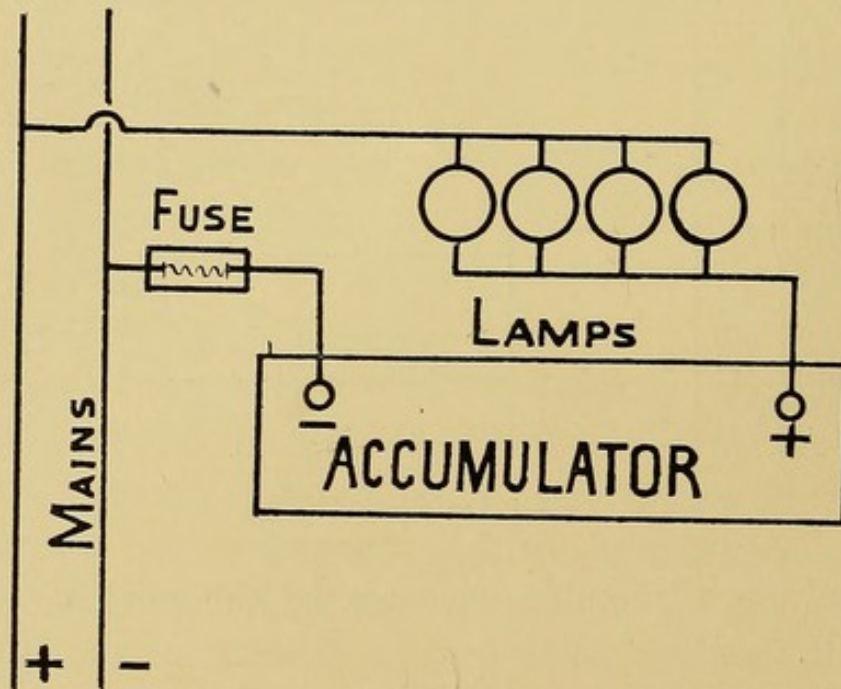 FUSE
LAMPS
MAINS
− +
ACCUMULATOR
+ −